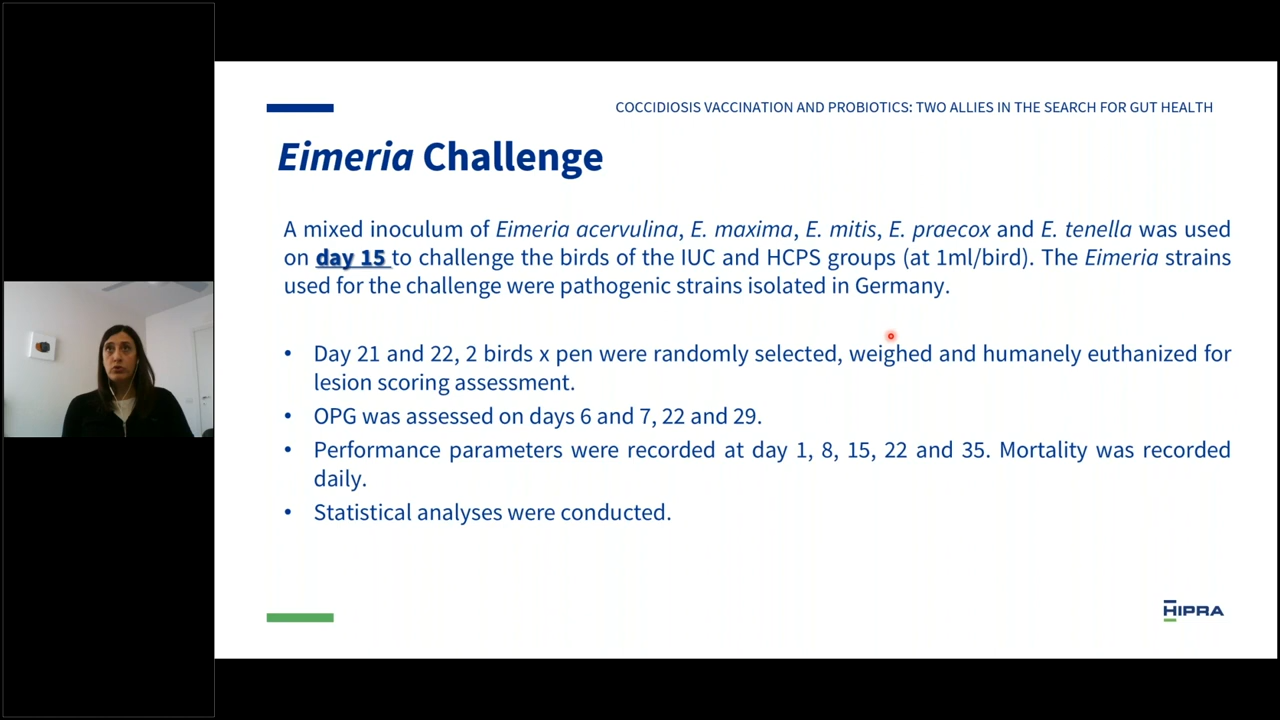 COCCIDIOSIS VACCINATION AND PROBIOTICS: TWO ALLIES IN THE SEARCH FOR GUT HEALTH
Eimeria Challenge
A mixed inoculum of Eimeria acervulina, E. maxima, E. mitis, E. praecox and E. tenella was used
on day 15 to challenge the birds of the IUC and HCPS groups (at 1ml/bird). The Eimeria strains
used for the challenge were pathogenic strains isolated in Germany.
• Day 21 and 22, 2 birds x pen were randomly selected, weighed and humanely euthanized for
lesion scoring assessment.
• OPG was assessed on days 6 and 7, 22 and 29.
• Performance parameters were recorded at day 1, 8, 15, 22 and 35. Mortality was recorded
daily.
• Statistical analyses were conducted.
HIPRA